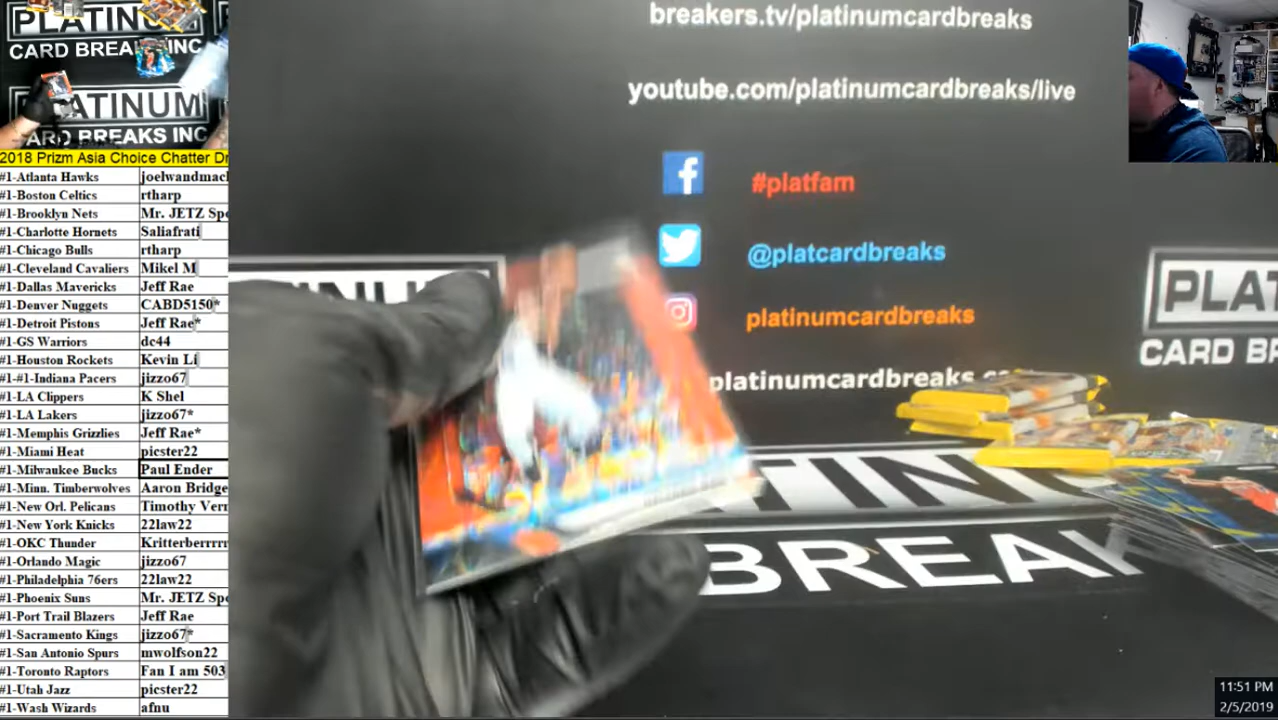 PLATINUM
CARD BREAKS INC
PLATINUM
CARD BREAKS INC
2018 Prizm Asia Choice Chatter
#1-Atlanta Hawks
#1-Boston Celtics rtharp
#1-Brooklyn Nets Mr. JETZ
#1-Charlotte Hornets Saliafrati
#1-Chicago Bulls rtharp
#1-Cleveland Cavaliers Mikel M
#1-Dallas Mavericks Jeff Rae
#1-Denver Nuggets CABD5150*
#1-Detroit Pistons Jeff Rae*
#1-GS Warriors dc44
#1-Houston Rockets Kevin Li
#1-#1-Indiana Pacers jizzo67
#1-LA Clippers K Shel
#1-LA Lakers jizzo67*
#1-Memphis Grizzlies Jeff Rae*
#1-Miami Heat picster22
#1-Milwaukee Bucks Paul Ender
#1-Minn. Timberwolves Aaron Bridge
#1-New Orl. Pelicans Timothy
#1-New York Knicks 22law22
#1-OKC Thunder Kritterberrrrr
#1-Orlando Magic jizzo67
#1-Philadelphia 76ers 22law22
#1-Phoenix Suns Mr. JETZ
#1-Port Trail Blazers Jeff Rae
#1-Sacramento Kings jizzo67*
#1-San Antonio Spurs mwolfson22
#1-Toronto Raptors Fan I am 503
#1-Utah Jazz picster22
#1-Wash Wizards afnu
breakers.tv/platinumcardbreaks
youtube.com/platinumcardbreaks/live
#platfam
@platcardbreaks
platinumcardbreaks
platinumcardbreaks
PLAT
CARD BR
BREAK
11:51 PM
2/5/2019